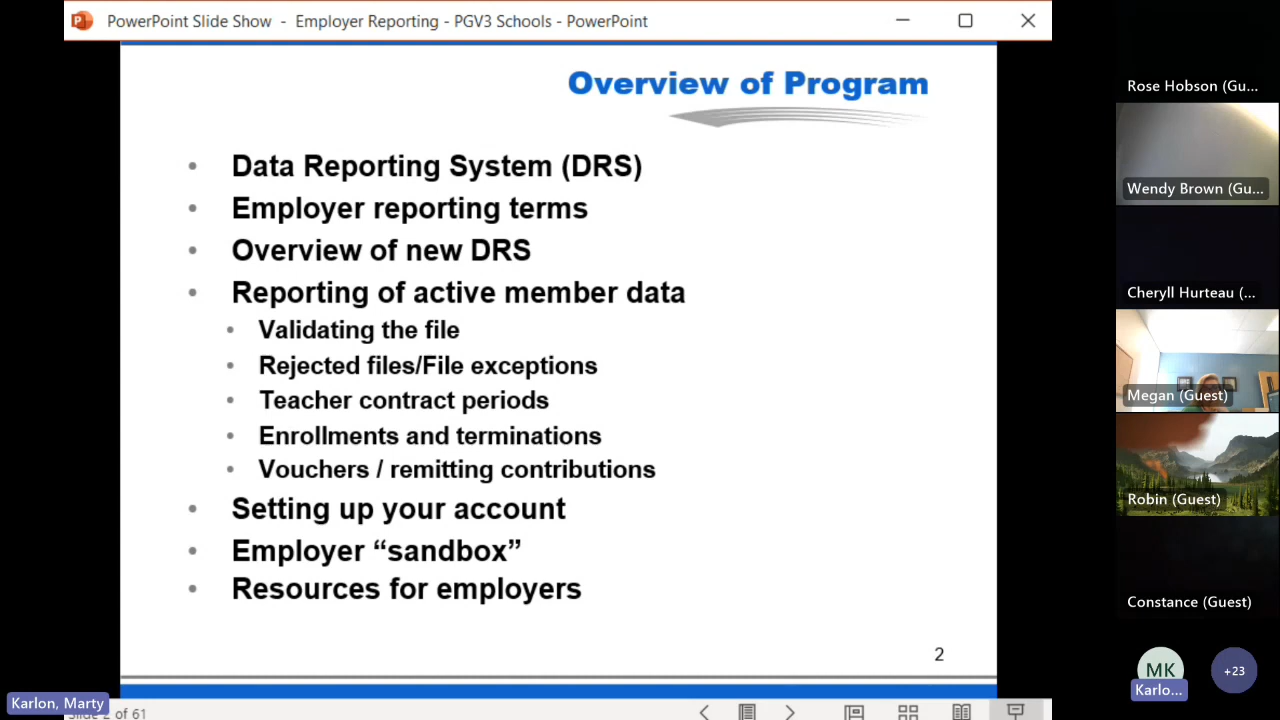 PowerPoint Slide Show - Employer Reporting - PGV3 Schools - PowerPoint
Overview of Program
• Data Reporting System (DRS)
• Employer reporting terms
• Overview of new DRS
• Reporting of active member data
• Validating the file
• Rejected files/File exceptions
• Teacher contract periods
• Enrollments and terminations
• Vouchers / remitting contributions
• Setting up your account
• Employer “sandbox”
• Resources for employers
2
Slide 2 of 61
Karlon, Marty
Rose Hobson (Gu...
Wendy Brown (Gu...
Cheryll Hurteau (...
Megan (Guest)
Robin (Guest)
Constance (Guest)
MK
Karlo...
+23